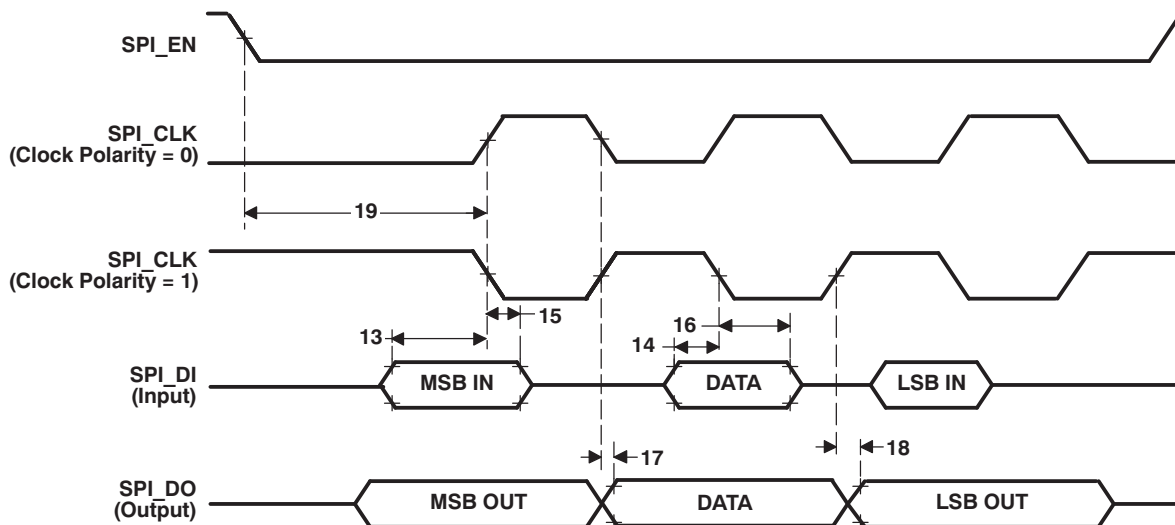 SPI_EN
SPI_CLK
(Clock Polarity = 0)
19
SPI_CLK
(Clock Polarity = 1)
15
13
16
14
SPI_DI
(Input)
MSB IN
DATA
LSB IN
17
18
SPI_DO
(Output)
MSB OUT
DATA
LSB OUT